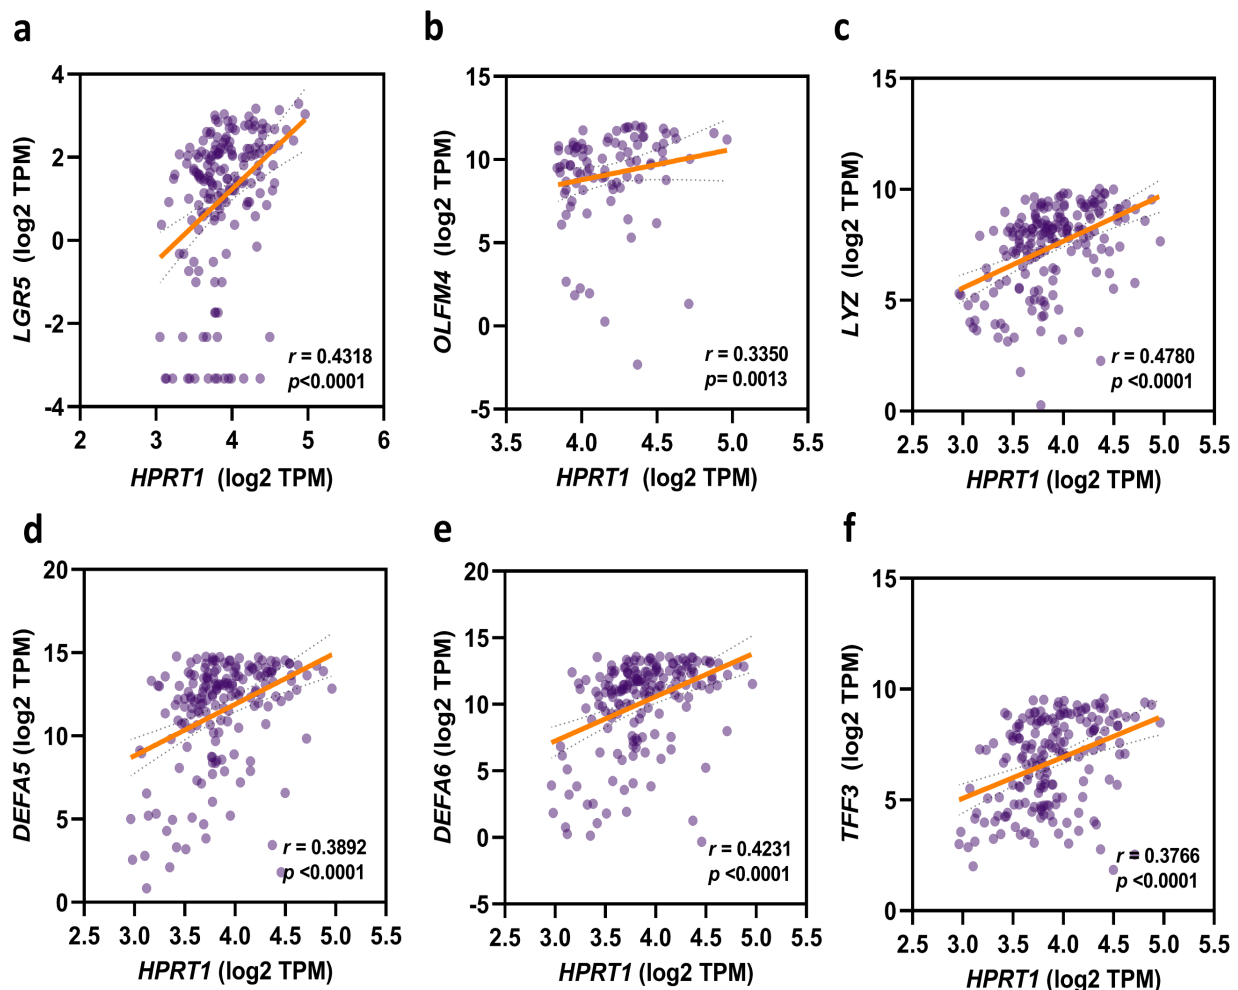 a
4
2
0
-2
-4
LGR5 (log2 TPM)
r = 0.4318
p<0.0001
2 3 4 5 6
HPRT1 (log2 TPM)
b
15
10
5
0
-5
OLFM4 (log2 TPM)
r = 0.3350
p= 0.0013
3.5 4.0 4.5 5.0 5.5
HPRT1 (log2 TPM)
c
15
10
5
0
LYZ (log2 TPM)
r = 0.4780
p <0.0001
2.5 3.0 3.5 4.0 4.5 5.0 5.5
HPRT1 (log2 TPM)
d
20
15
10
5
0
DEFA5 (log2 TPM)
r = 0.3892
p <0.0001
2.5 3.0 3.5 4.0 4.5 5.0 5.5
HPRT1 (log2 TPM)
e
20
15
10
5
0
-5
DEFA6 (log2 TPM)
r = 0.4231
p <0.0001
2.5 3.0 3.5 4.0 4.5 5.0 5.5
HPRT1 (log2 TPM)
f
15
10
5
0
TFF3 (log2 TPM)
r = 0.3766
p <0.0001
2.5 3.0 3.5 4.0 4.5 5.0 5.5
HPRT1 (log2 TPM)